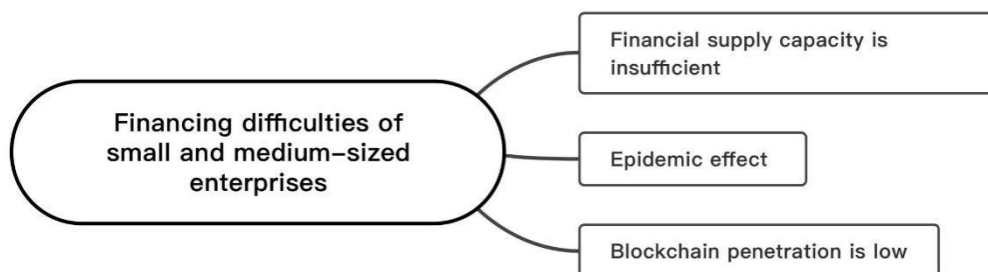 Financing difficulties of
small and medium–sized
enterprises
Financial supply capacity is
insufficient
Epidemic effect
Blockchain penetration is low